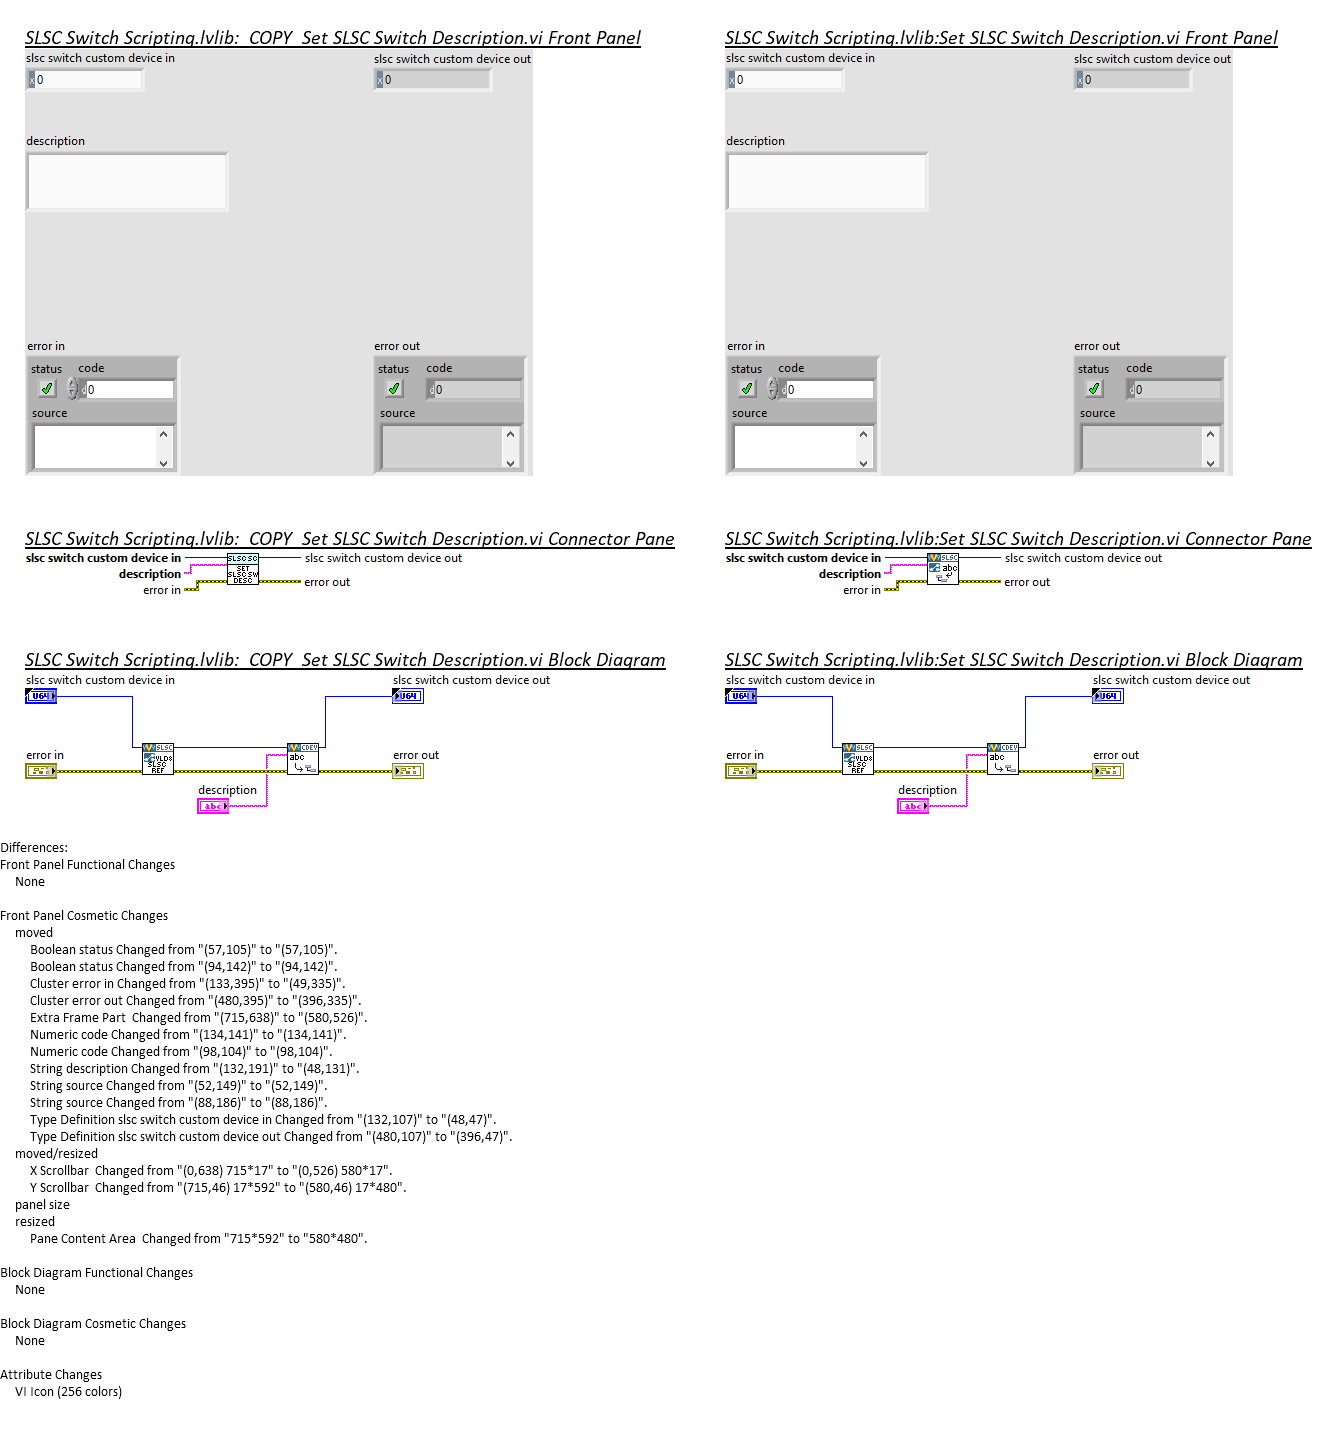 SLSC Switch Scripting.lvlib:  COPY  Set SLSC Switch Description.vi Front Panel
slsc switch custom device in
slsc switch custom device out
x 0
x 0
description
error in
error out
status code
status code
d 0
d 0
source
source
SLSC Switch Scripting.lvlib:Set SLSC Switch Description.vi Front Panel
slsc switch custom device in
slsc switch custom device out
x 0
x 0
description
error in
error out
status code
status code
d 0
d 0
source
source
SLSC Switch Scripting.lvlib:  COPY  Set SLSC Switch Description.vi Connector Pane
slsc switch custom device in
slsc switch custom device out
description
error in
error out
SLSC SC
SET
SLSC SW
DESC
SLSC Switch Scripting.lvlib:Set SLSC Switch Description.vi Connector Pane
slsc switch custom device in
slsc switch custom device out
description
error in
error out
SLSC
abc
SLSC Switch Scripting.lvlib:  COPY  Set SLSC Switch Description.vi Block Diagram
slsc switch custom device in
slsc switch custom device out
U64
U64
error in
error out
SLSC
VLD8
SLSC
REF
CDEV
abc
description
abc
SLSC Switch Scripting.lvlib:Set SLSC Switch Description.vi Block Diagram
slsc switch custom device in
slsc switch custom device out
U64
U64
error in
error out
SLSC
VLD8
SLSC
REF
CDEV
abc
description
abc
Differences:
Front Panel Functional Changes
None
Front Panel Cosmetic Changes
moved
Boolean status Changed from "(57,105)" to "(57,105)".
Boolean status Changed from "(94,142)" to "(94,142)".
Cluster error in Changed from "(133,395)" to "(49,335)".
Cluster error out Changed from "(480,395)" to "(396,335)".
Extra Frame Part  Changed from "(715,638)" to "(580,526)".
Numeric code Changed from "(134,141)" to "(134,141)".
Numeric code Changed from "(98,104)" to "(98,104)".
String description Changed from "(132,191)" to "(48,131)".
String source Changed from "(52,149)" to "(52,149)".
String source Changed from "(88,186)" to "(88,186)".
Type Definition slsc switch custom device in Changed from "(132,107)" to "(48,47)".
Type Definition slsc switch custom device out Changed from "(480,107)" to "(396,47)".
moved/resized
X Scrollbar  Changed from "(0,638) 715*17" to "(0,526) 580*17".
Y Scrollbar  Changed from "(715,46) 17*592" to "(580,46) 17*480".
panel size
resized
Pane Content Area  Changed from "715*592" to "580*480".
Block Diagram Functional Changes
None
Block Diagram Cosmetic Changes
None
Attribute Changes
VI Icon (256 colors)